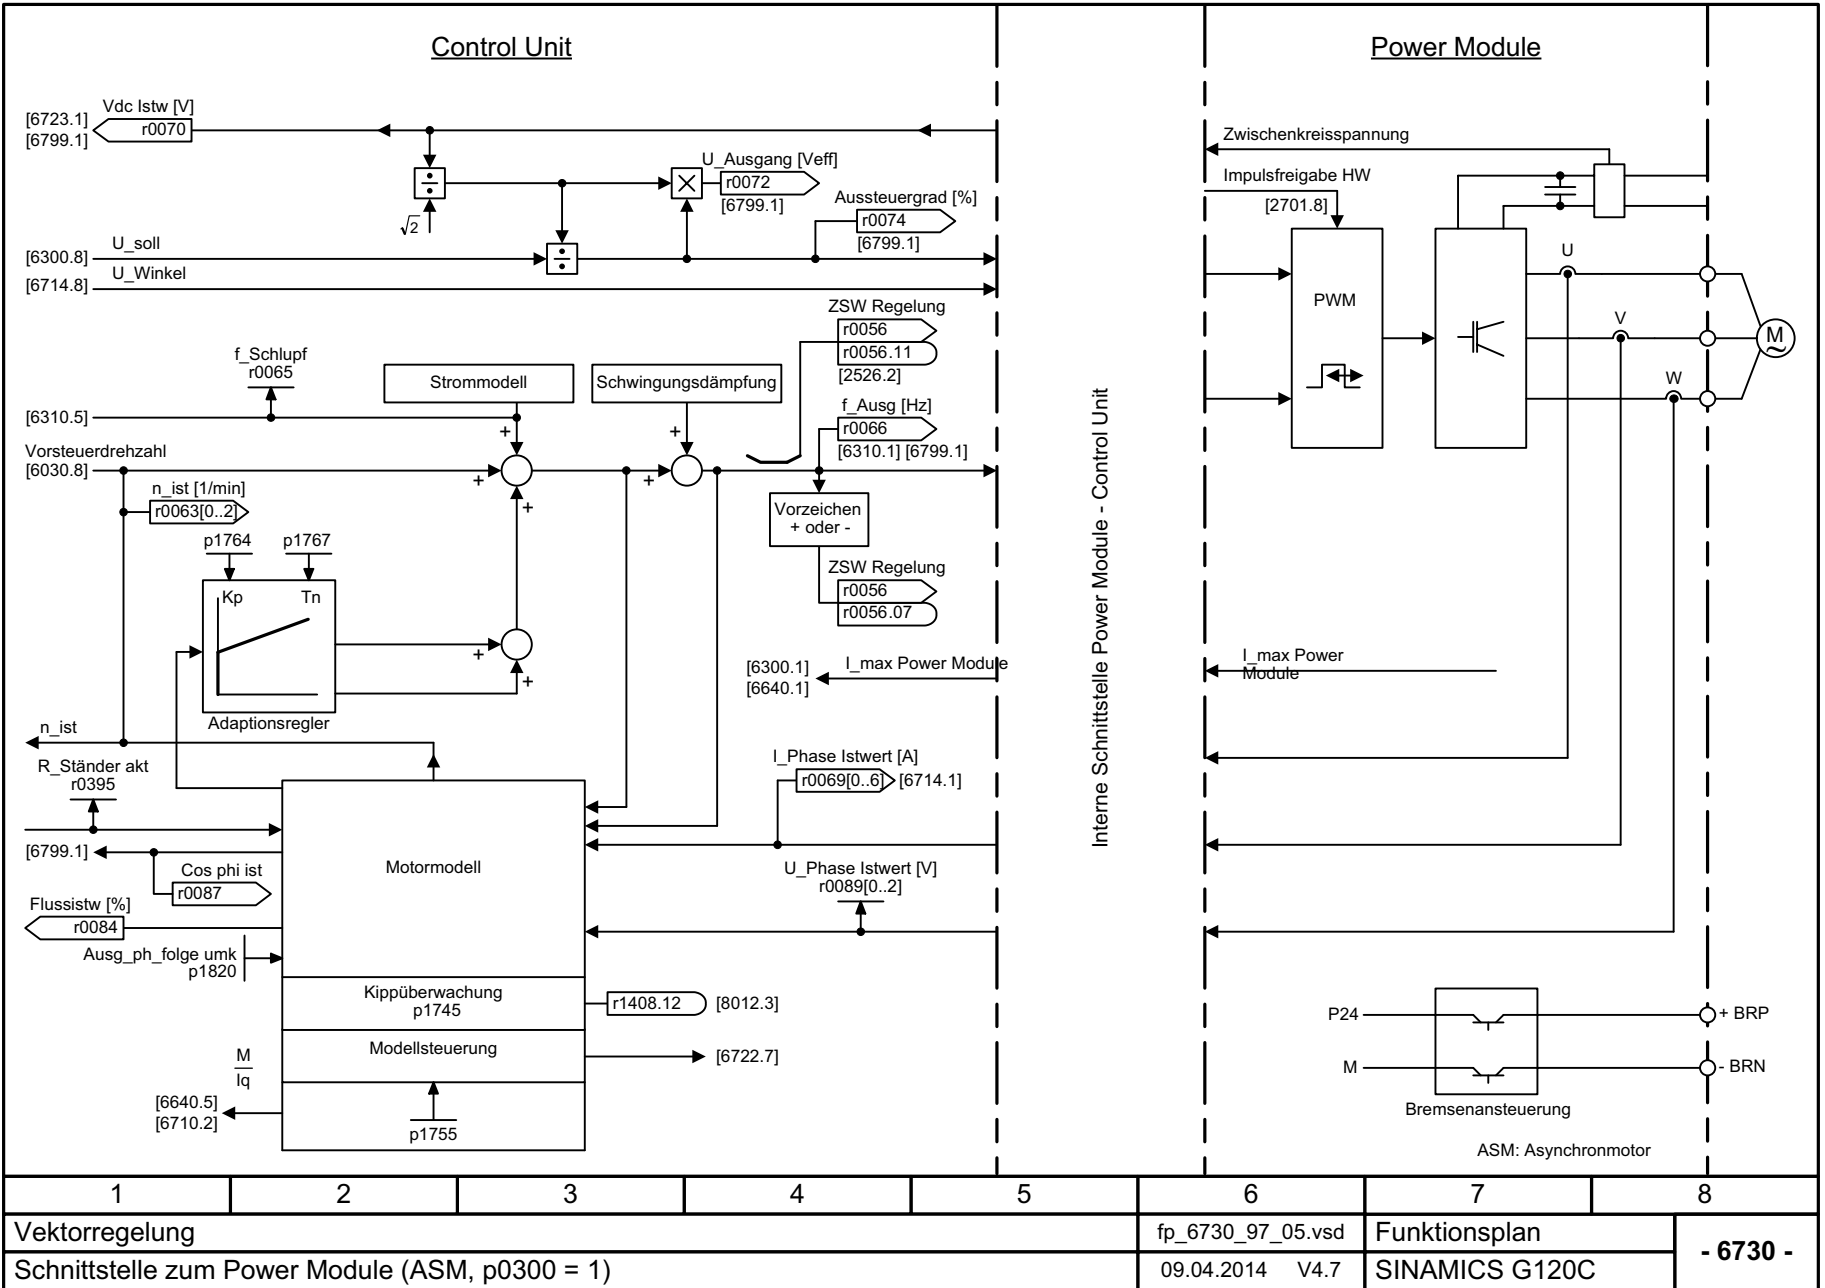 Control Unit
Power Module
Vdc Istw [V]
[6723.1]
[6799.1]
r0070
U_Ausgang [Veff]
r0072
[6799.1]
÷
×
√2
Aussteuergrad [%]
r0074
[6799.1]
U_soll
[6300.8]
÷
U_Winkel
[6714.8]
ZSW Regelung
r0056
r0056.11
[2526.2]
f_Schlupf
r0065
Strommodell
Schwingungsdämpfung
[6310.5]
+
+
f_Ausg [Hz]
r0066
[6310.1] [6799.1]
Vorsteuerdrehzahl
[6030.8]
+
+
+
n_ist [1/min]
r0063[0..2]
Vorzeichen
+ oder -
p1764
p1767
Kp
Tn
ZSW Regelung
r0056
r0056.07
+
+
Adaptionsregler
[6300.1]
[6640.1]
I_max Power Module
n_ist
R_Ständer akt
r0395
I_Phase Istwert [A]
r0069[0..6]
[6714.1]
[6799.1]
Cos phi ist
r0087
Motormodell
U_Phase Istwert [V]
r0089[0..2]
Flussistw [%]
r0084
Ausg_ph_folge umk
p1820
Kippüberwachung
p1745
r1408.12
[8012.3]
Modellsteuerung
[6722.7]
M
Iq
[6640.5]
[6710.2]
p1755
Interne Schnittstelle Power Module - Control Unit
Zwischenkreisspannung
Impulsfreigabe HW
[2701.8]
PWM
U
V
W
M
~
I_max Power
Module
P24
+ BRP
M
- BRN
Bremsenansteuerung
ASM: Asynchronmotor
1 2 3 4 5 6 7 8
Vektorregelung
fp_6730_97_05.vsd
Funktionsplan
- 6730 -
Schnittstelle zum Power Module (ASM, p0300 = 1)
09.04.2014 V4.7
SINAMICS G120C